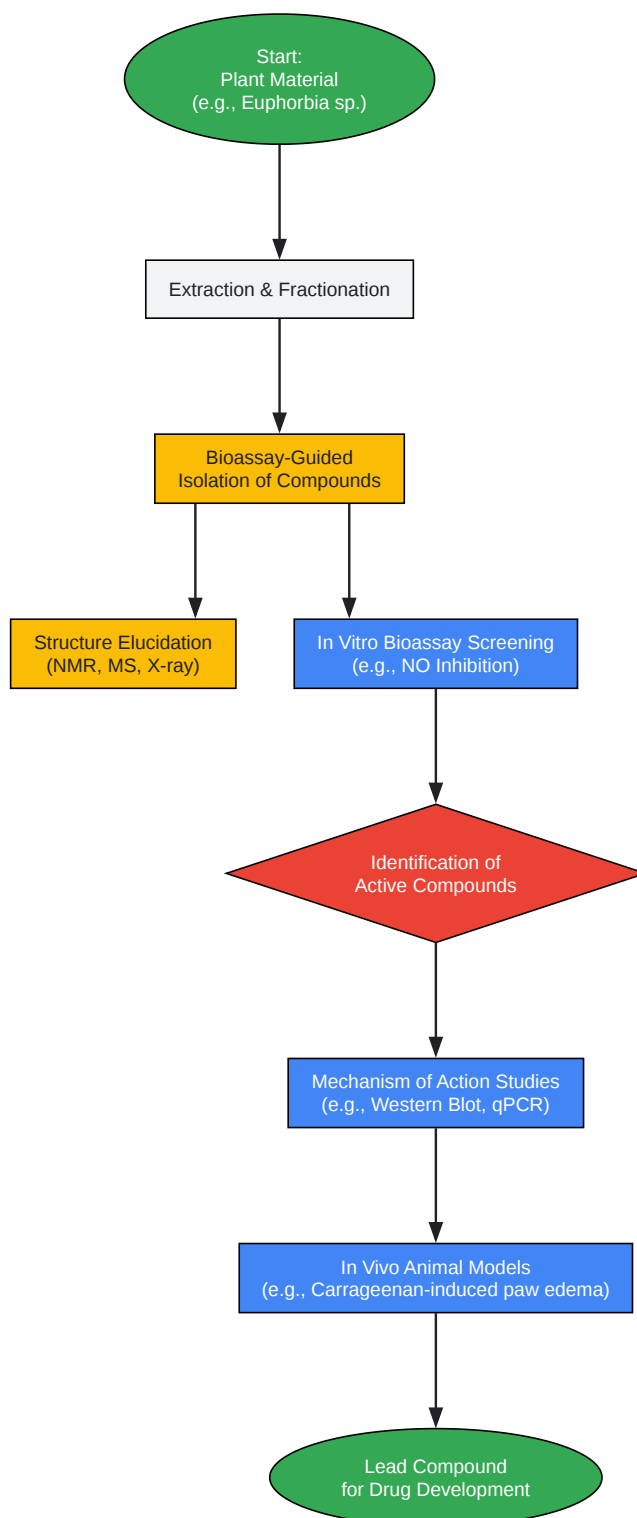 Start:
Plant Material
(e.g., Euphorbia sp.)
Extraction & Fractionation
Bioassay-Guided
Isolation of Compounds
Structure Elucidation
(NMR, MS, X-ray)
In Vitro Bioassay Screening
(e.g., NO Inhibition)
Identification of
Active Compounds
Mechanism of Action Studies
(e.g., Western Blot, qPCR)
In Vivo Animal Models
(e.g., Carrageenan-induced paw edema)
Lead Compound
for Drug Development